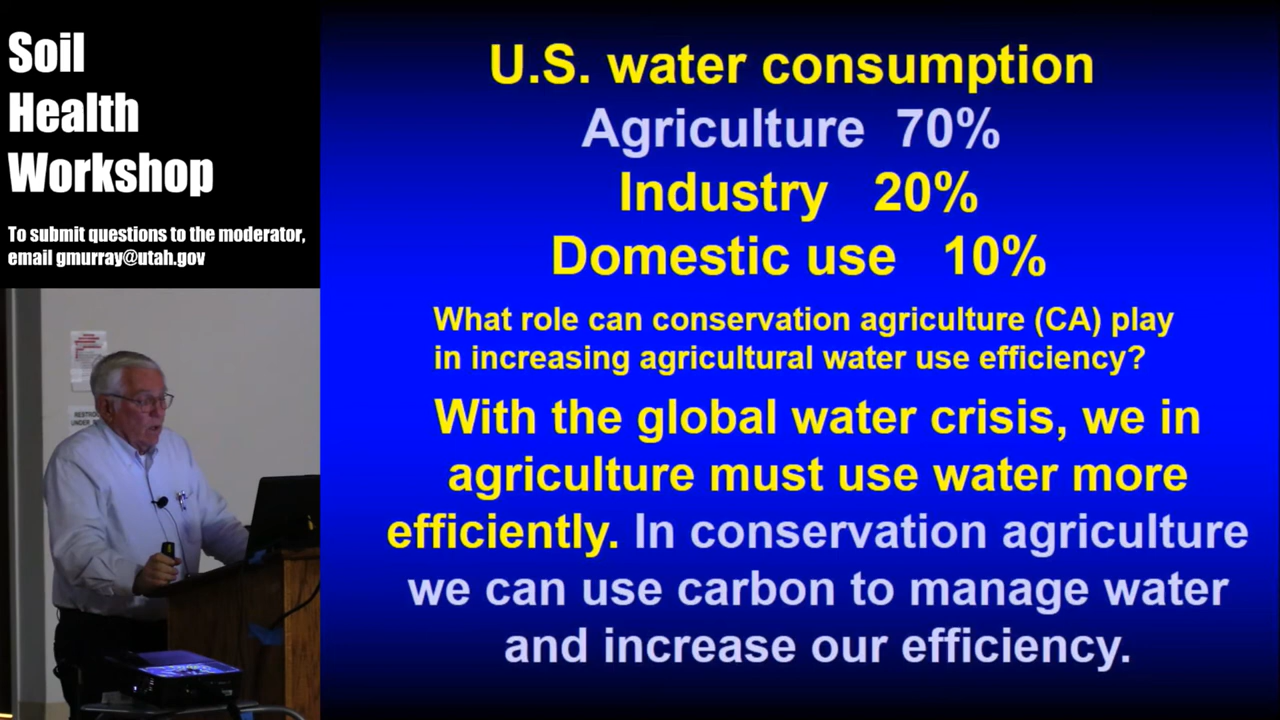 Soil
Health
Workshop
To submit questions to the moderator,
email gmurray@utah.gov
U.S. water consumption
Agriculture 70%
Industry 20%
Domestic use 10%
What role can conservation agriculture (CA) play
in increasing agricultural water use efficiency?
With the global water crisis, we in
agriculture must use water more
efficiently. In conservation agriculture
we can use carbon to manage water
and increase our efficiency.